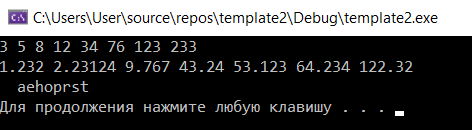 C:\Users\User\source\repos\template2\Debug\template2.exe
3 5 8 12 34 76 123 233
1.232 2.23124 9.767 43.24 53.123 64.234 122.32
  aehoprst
Для продолжения нажмите любую клавишу . . .